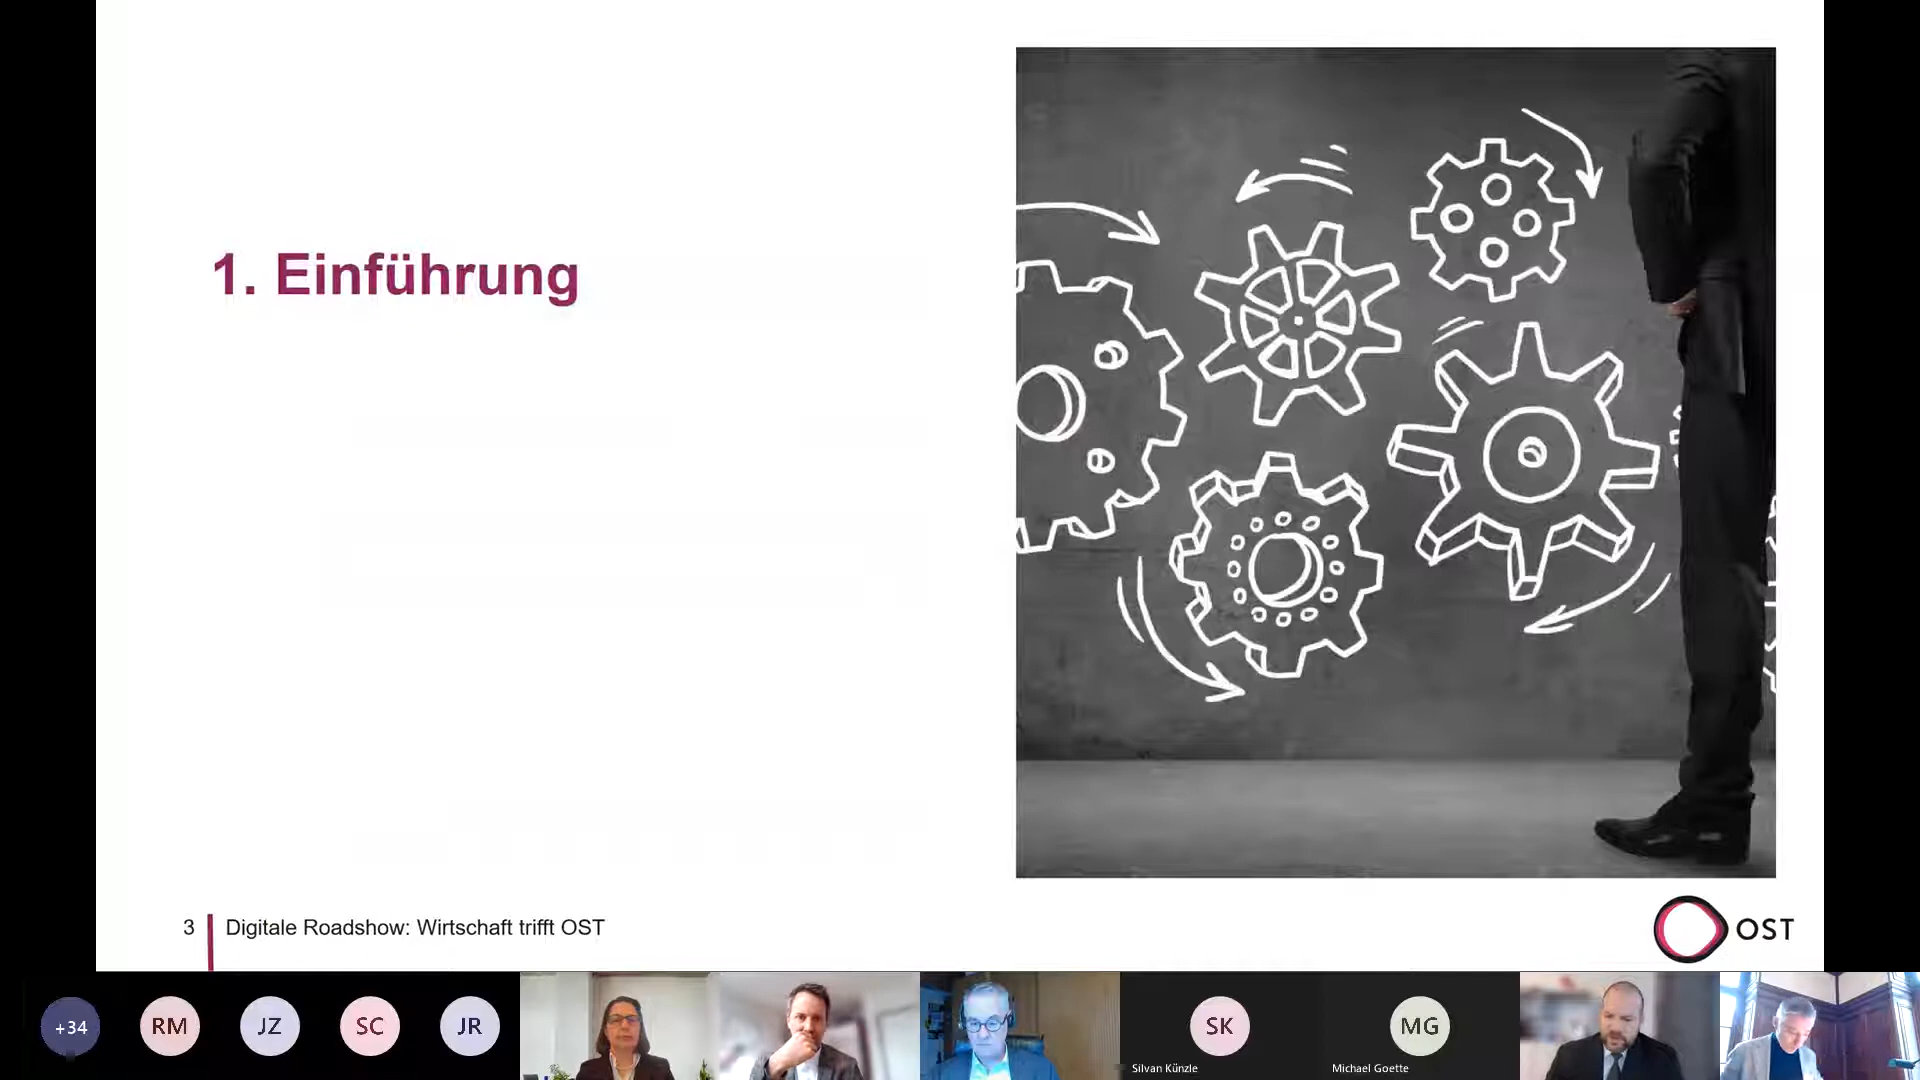 1. Einführung
3
Digitale Roadshow: Wirtschaft trifft OST
OST
+34
RM
JZ
SC
JR
SK
Silvan Künzle
MG
Michael Goette